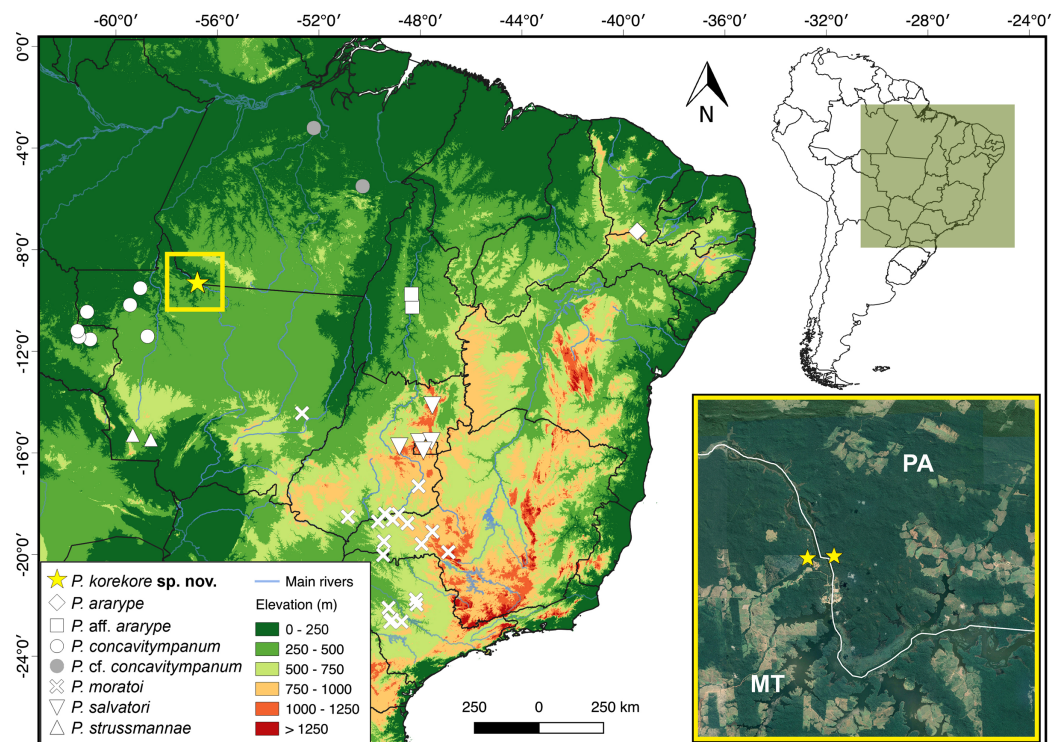 -60°0' -56°0' -52°0' -48°0' -44°0' -40°0' -36°0' -32°0' -28°0' -24°0'
0°0'
-4°0'
-8°0'
-12°0'
-16°0'
-20°0'
-24°0'
N
PA
MT
P. korekore sp. nov.
P. ararype
P. aff. ararype
P. concavitympanum
P. cf. concavitympanum
P. moratoi
P. salvatori
P. strussmannae
Main rivers
Elevation (m)
0 - 250
250 - 500
500 - 750
750 - 1000
1000 - 1250
> 1250
250 0 250 km